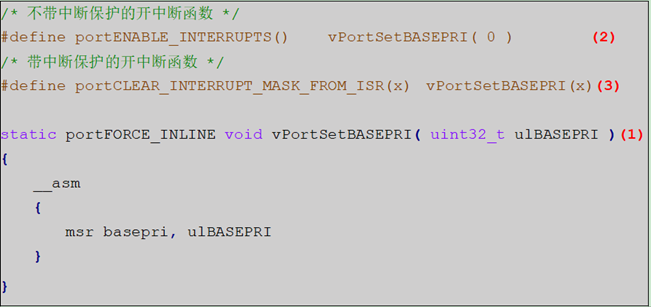 /* 不带中断保护的开中断函数 */
#define portENABLE_INTERRUPTS() vPortSetBASEPRI( 0 ) (2)
/* 带中断保护的开中断函数 */
#define portCLEAR_INTERRUPT_MASK_FROM_ISR(x) vPortSetBASEPRI(x)(3)
static portFORCE_INLINE void vPortSetBASEPRI( uint32_t ulBASEPRI )(1)
{
__asm
{
msr basepri, ulBASEPRI
}
}